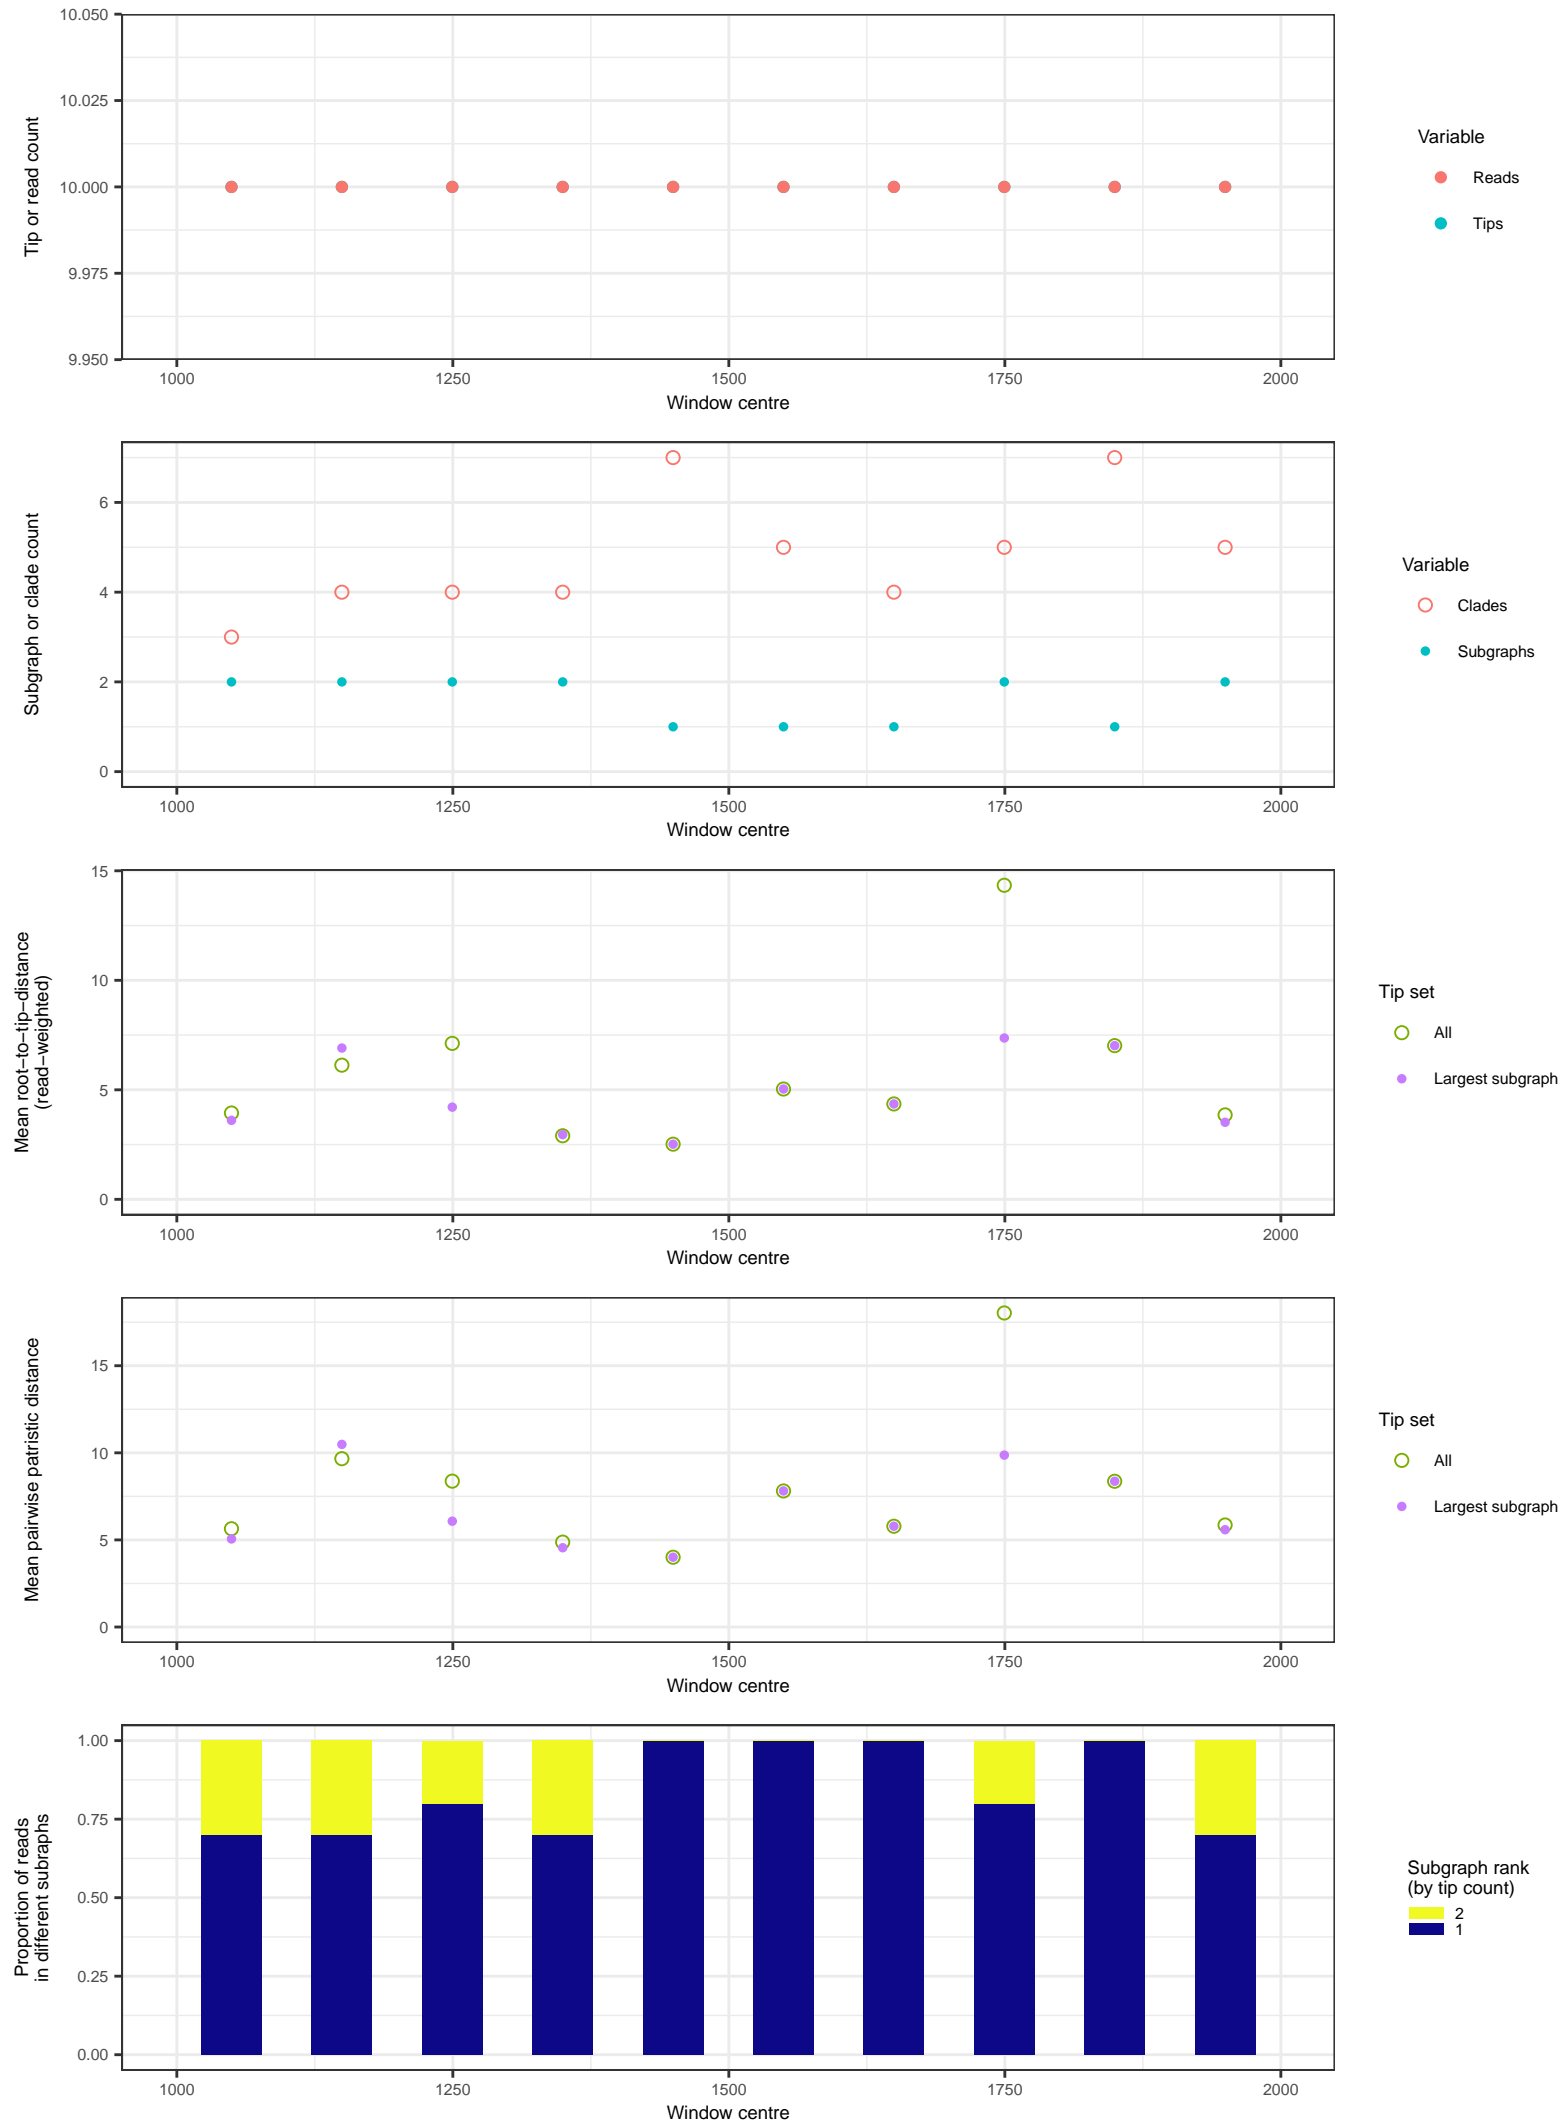 10.050
10.025
10.000
9.975
9.950
Tip or read count
1000 1250 1500 1750 2000
Window centre
Variable
Reads
Tips
6
4
2
0
Subgraph or clade count
1000 1250 1500 1750 2000
Window centre
Variable
Clades
Subgraphs
15
10
5
0
Mean root−to−tip−distance
(read−weighted)
1000 1250 1500 1750 2000
Window centre
Tip set
All
Largest subgraph
15
10
5
0
Mean pairwise patristic distance
1000 1250 1500 1750 2000
Window centre
Tip set
All
Largest subgraph
1.00
0.75
0.50
0.25
0.00
Proportion of reads
in different subraphs
1000 1250 1500 1750 2000
Window centre
Subgraph rank
(by tip count)
2
1